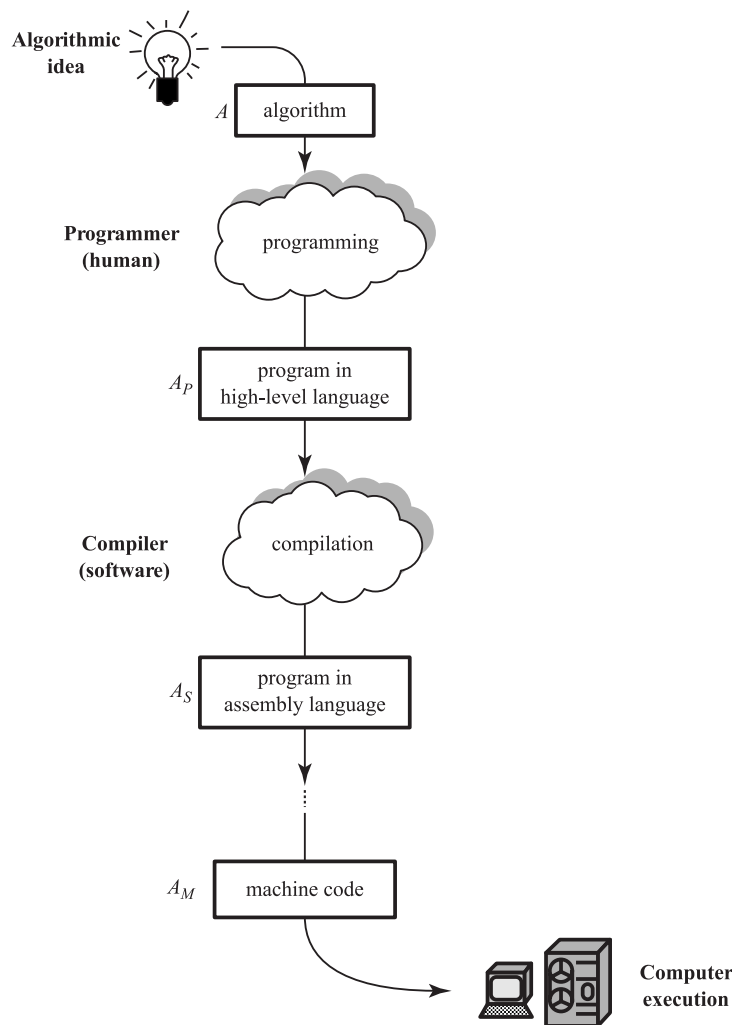 Algorithmic
idea
A
algorithm
Programmer
(human)
programming
A_P
program in
high-level language
Compiler
(software)
compilation
A_S
program in
assembly language
A_M
machine code
Computer
execution